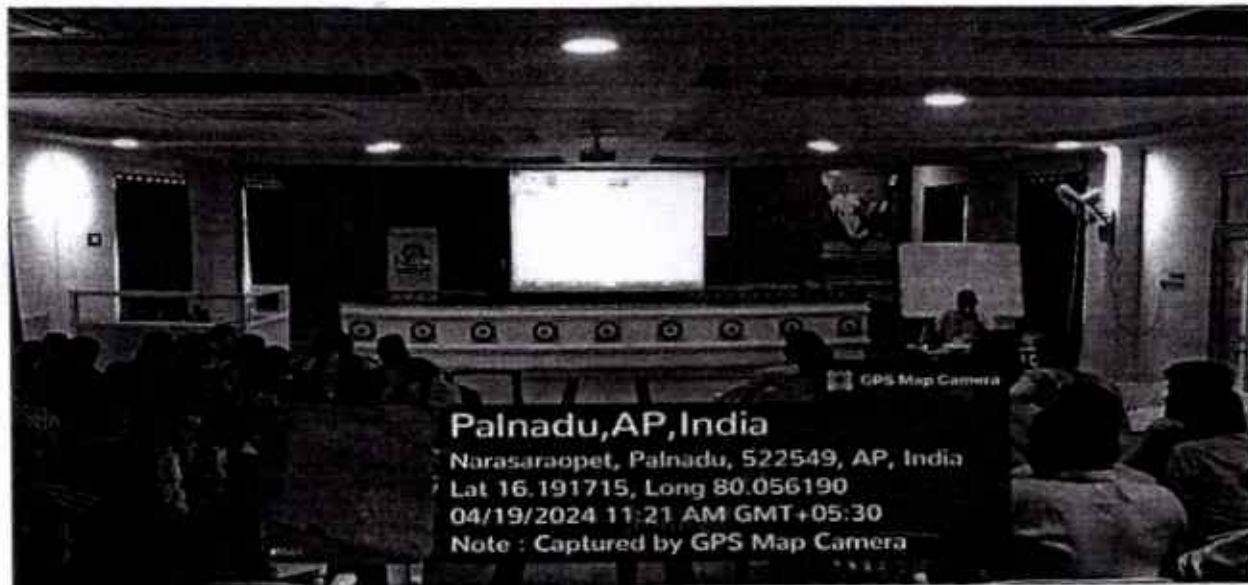 GPS Map Camera
Palnadu,AP,India
Narasaraopet, Palnadu, 522549, AP, India
Lat 16.191715, Long 80.056190
04/19/2024 11:21 AM GMT+05:30
Note : Captured by GPS Map Camera